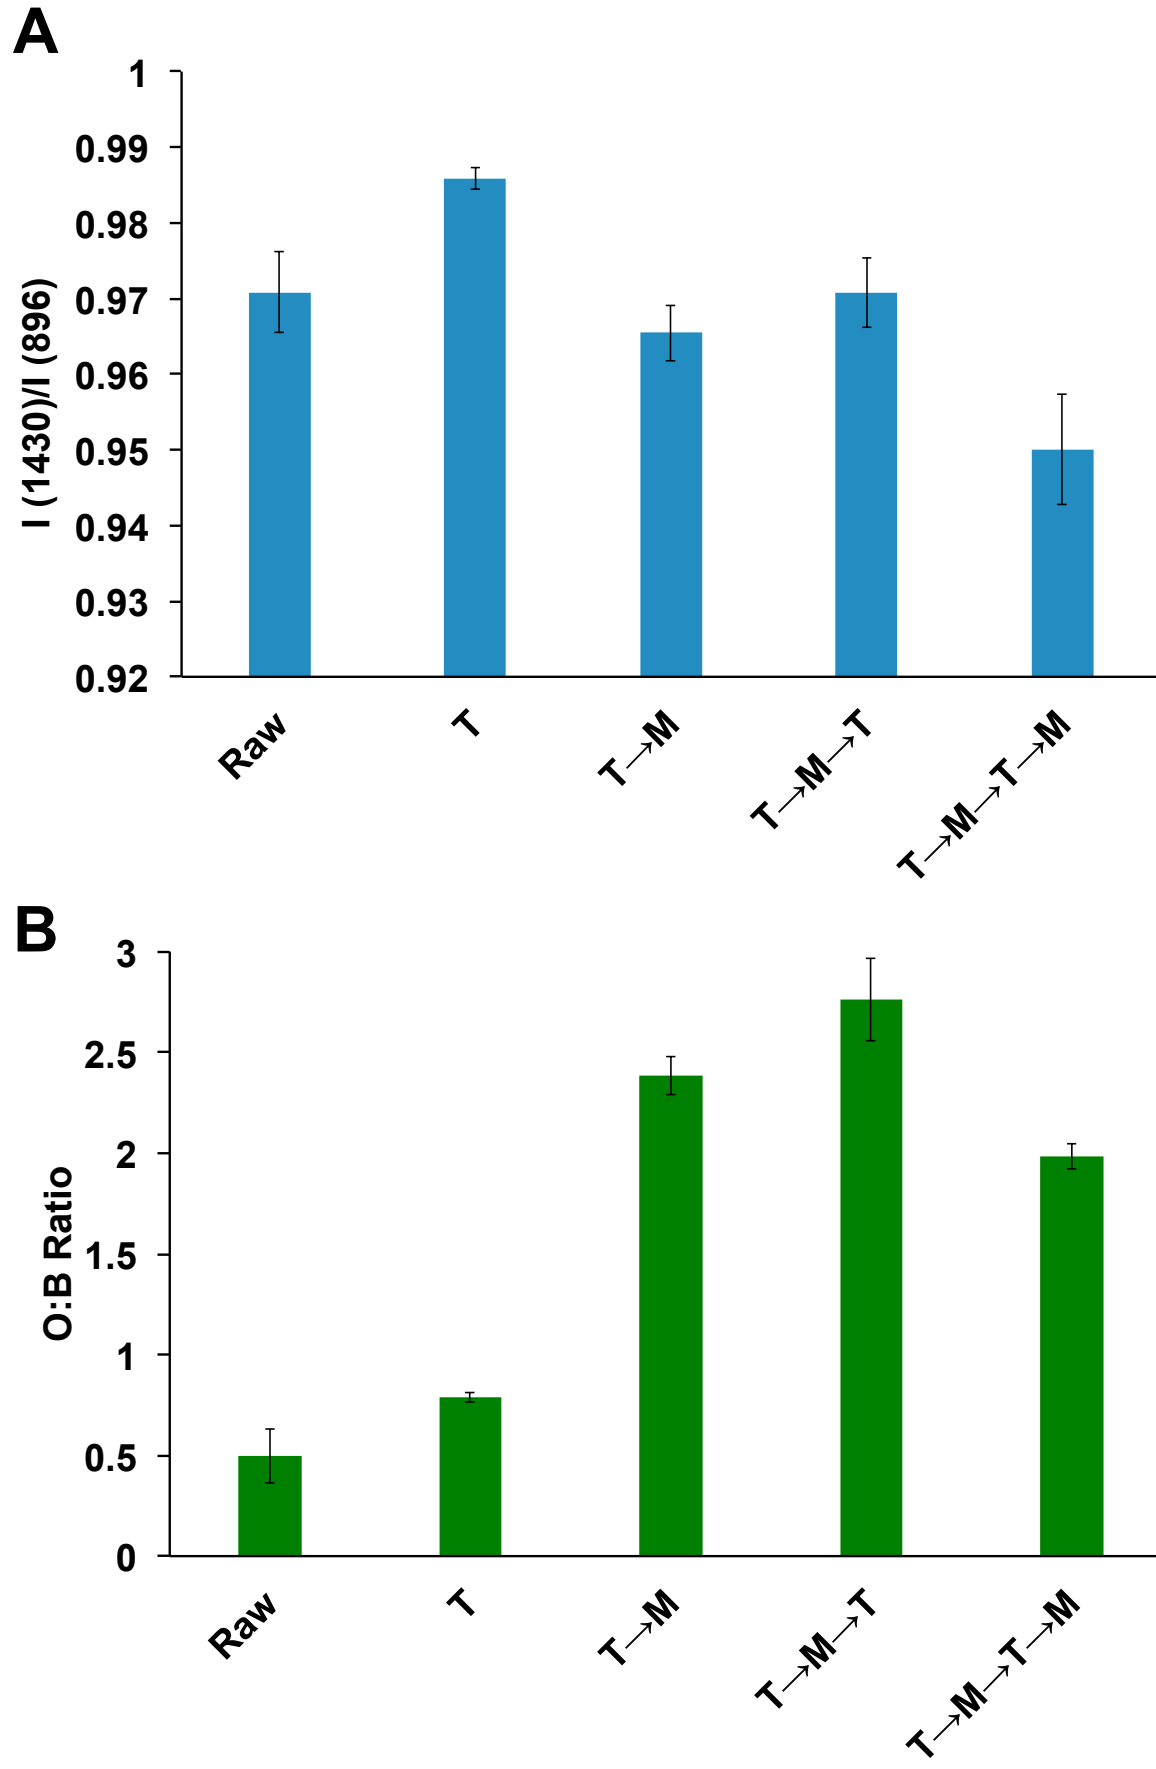 A
1
0.99
0.98
0.97
0.96
0.95
0.94
0.93
0.92
I (1430)/I (896)
Raw
T
T→M
T→M→T
T→M→T→M
B
3
2.5
2
1.5
1
0.5
0
O:B Ratio
Raw
T
T→M
T→M→T
T→M→T→M